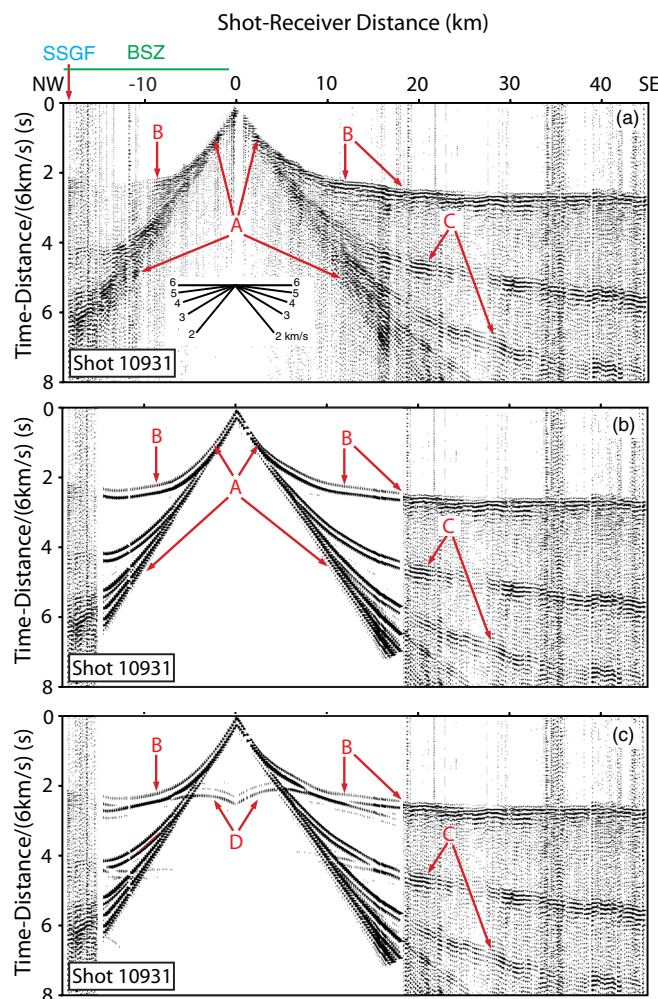 Shot-Receiver Distance (km)
SSGF BSZ
NW -10 0 10 20 30 40 SE
Time-Distance/(6km/s) (s)
0
2
4
6
8
(a)
B B
A C
6 6
5 5
4 4
3 3
2 2 km/s
Shot 10931
Time-Distance/(6km/s) (s)
0
2
4
6
8
(b)
B B
A C
Shot 10931
Time-Distance/(6km/s) (s)
0
2
4
6
8
(c)
B B
D C
Shot 10931